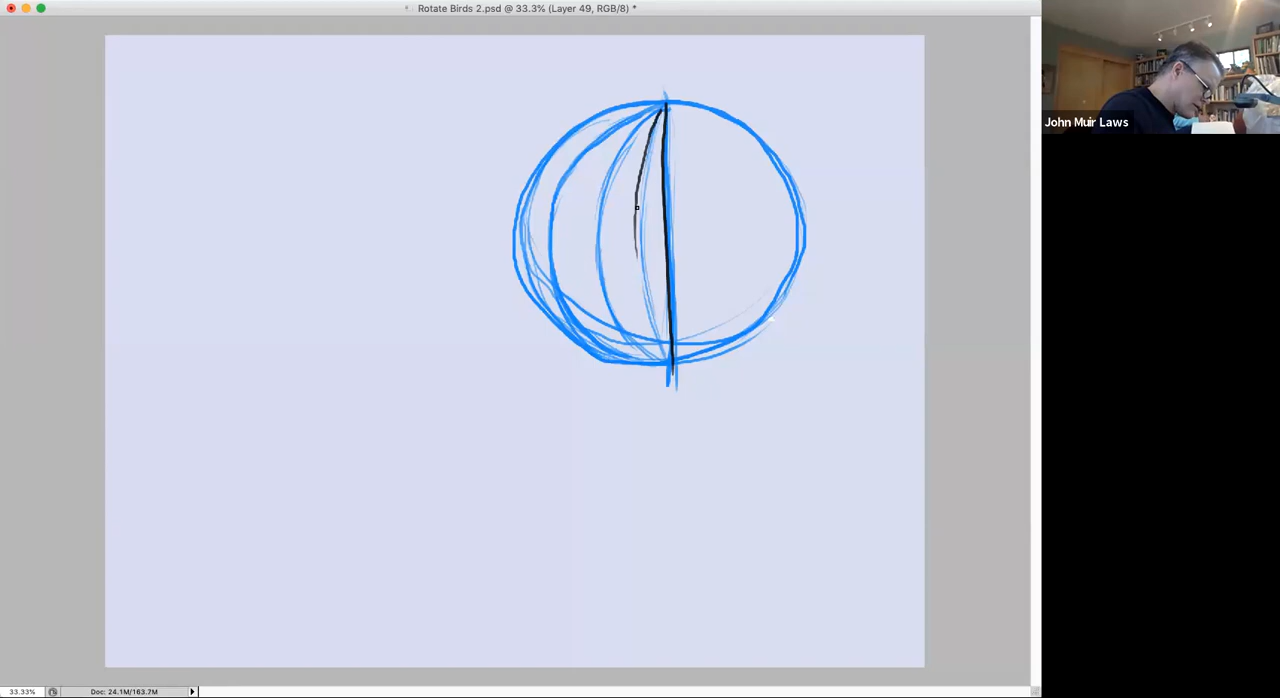 Rotate Birds 2.psd @ 33.3% (Layer 49, RGB/8) *
John Muir Laws
33.33%
Doc: 24.1M/163.7M